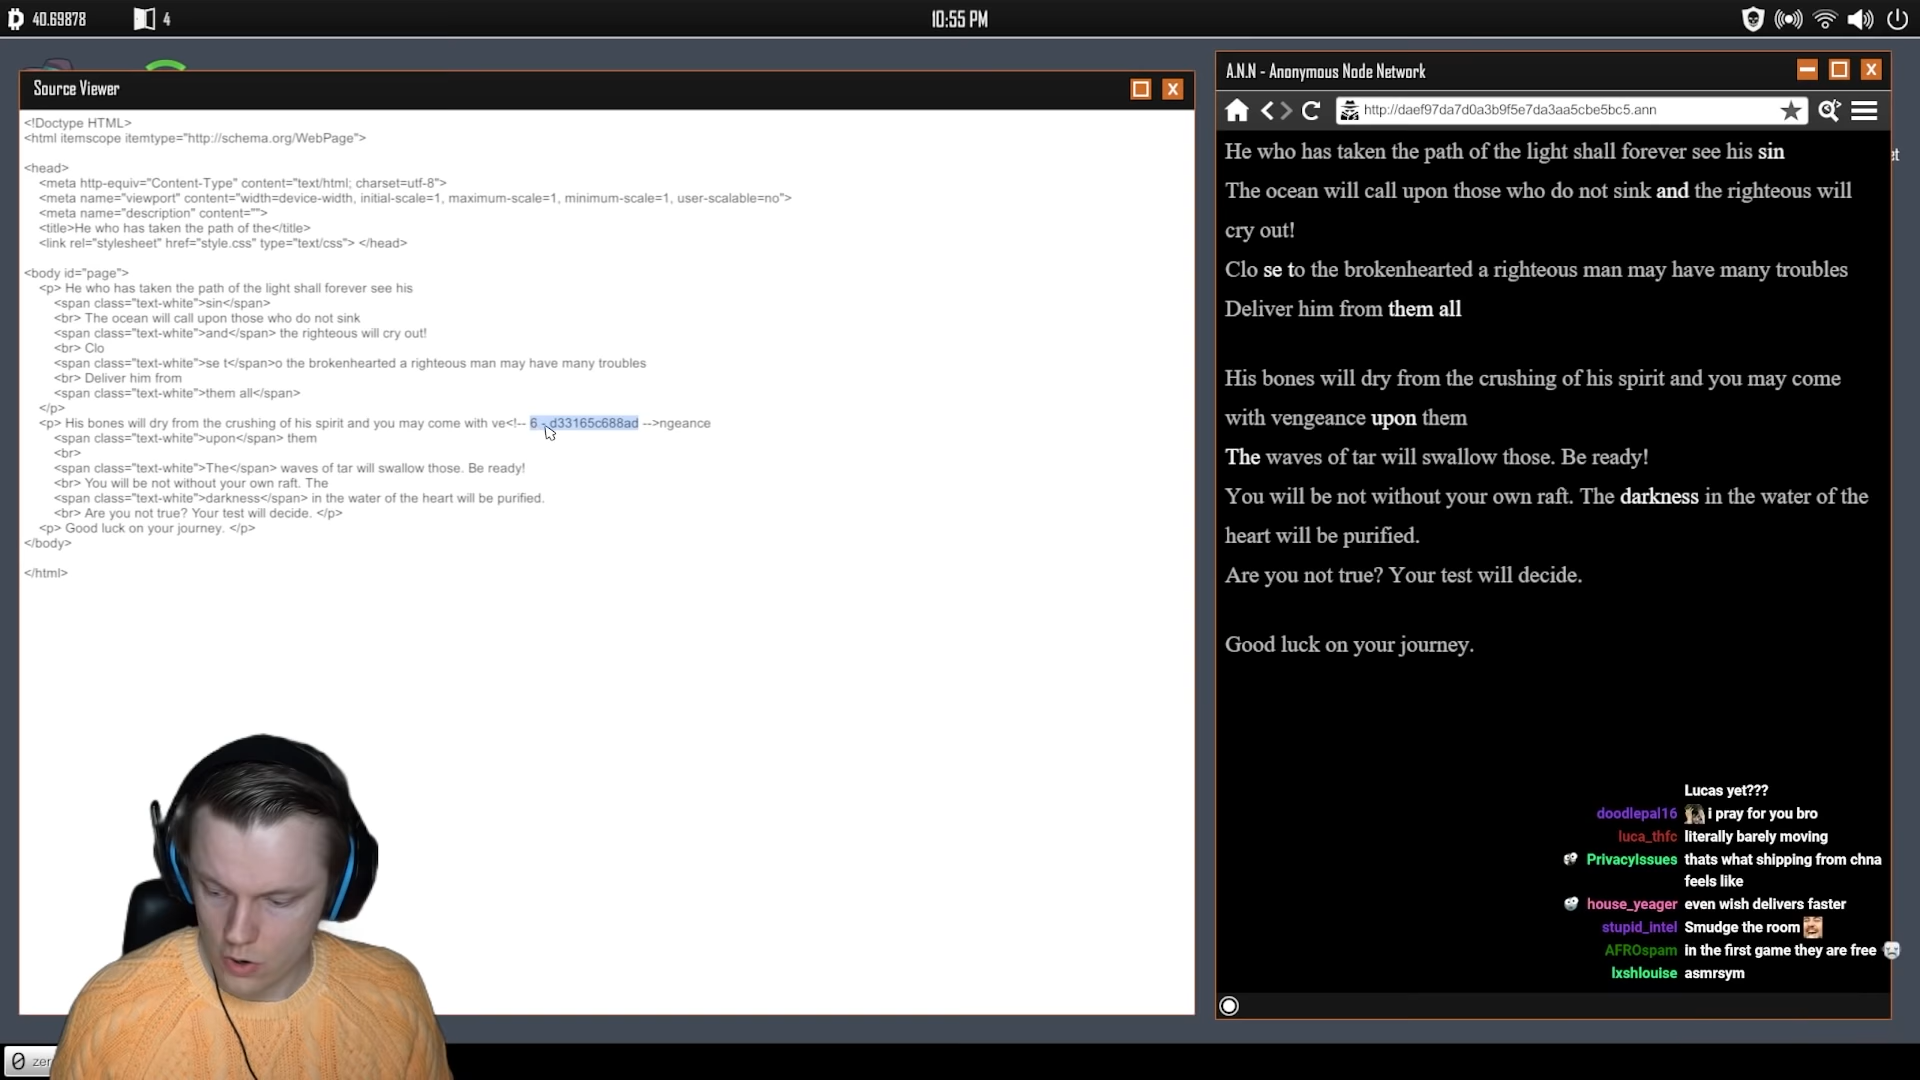 40.69878
4
10:55 PM
Source Viewer
<!Doctype HTML>
<html itemscope itemtype="http://schema.org/WebPage">
<head>
<meta http-equiv="Content-Type" content="text/html; charset=utf-8">
<meta name="viewport" content="width=device-width, initial-scale=1, maximum-scale=1, minimum-scale=1, user-scalable=no">
<meta name="description" content="">
<title>He who has taken the path of the</title>
<link rel="stylesheet" href="style.css" type="text/css"> </head>
<body id="page">
<p> He who has taken the path of the light shall forever see his
<span class="text-white">sin</span>
<br> The ocean will call upon those who do not sink
<span class="text-white">and</span> the righteous will cry out!
<br> Clo
<span class="text-white">se t</span>o the brokenhearted a righteous man may have many troubles
<br> Deliver him from
<span class="text-white">them all</span>
</p>
<p> His bones will dry from the crushing of his spirit and you may come with ve<!-- 6 - d33165c688ad -->ngeance
<span class="text-white">upon</span> them
<br>
<span class="text-white">The</span> waves of tar will swallow those. Be ready!
<br> You will be not without your own raft. The
<span class="text-white">darkness</span> in the water of the heart will be purified.
<br> Are you not true? Your test will decide. </p>
<p> Good luck on your journey. </p>
</body>
</html>
A.N.N - Anonymous Node Network
http://daef97da7d0a3b9f5e7da3aa5cbe5bc5.ann
He who has taken the path of the light shall forever see his sin
The ocean will call upon those who do not sink and the righteous will
cry out!
Clo se to the brokenhearted a righteous man may have many troubles
Deliver him from them all
His bones will dry from the crushing of his spirit and you may come
with vengeance upon them
The waves of tar will swallow those. Be ready!
You will be not without your own raft. The darkness in the water of the
heart will be purified.
Are you not true? Your test will decide.
Good luck on your journey.
Lucas yet???
doodlepal16 i pray for you bro
luca_thfc literally barely moving
PrivacyIssues thats what shipping from chna
feels like
house_yeager even wish delivers faster
stupid_intel Smudge the room
AFROspam in the first game they are free
lxshlouise asmrsym